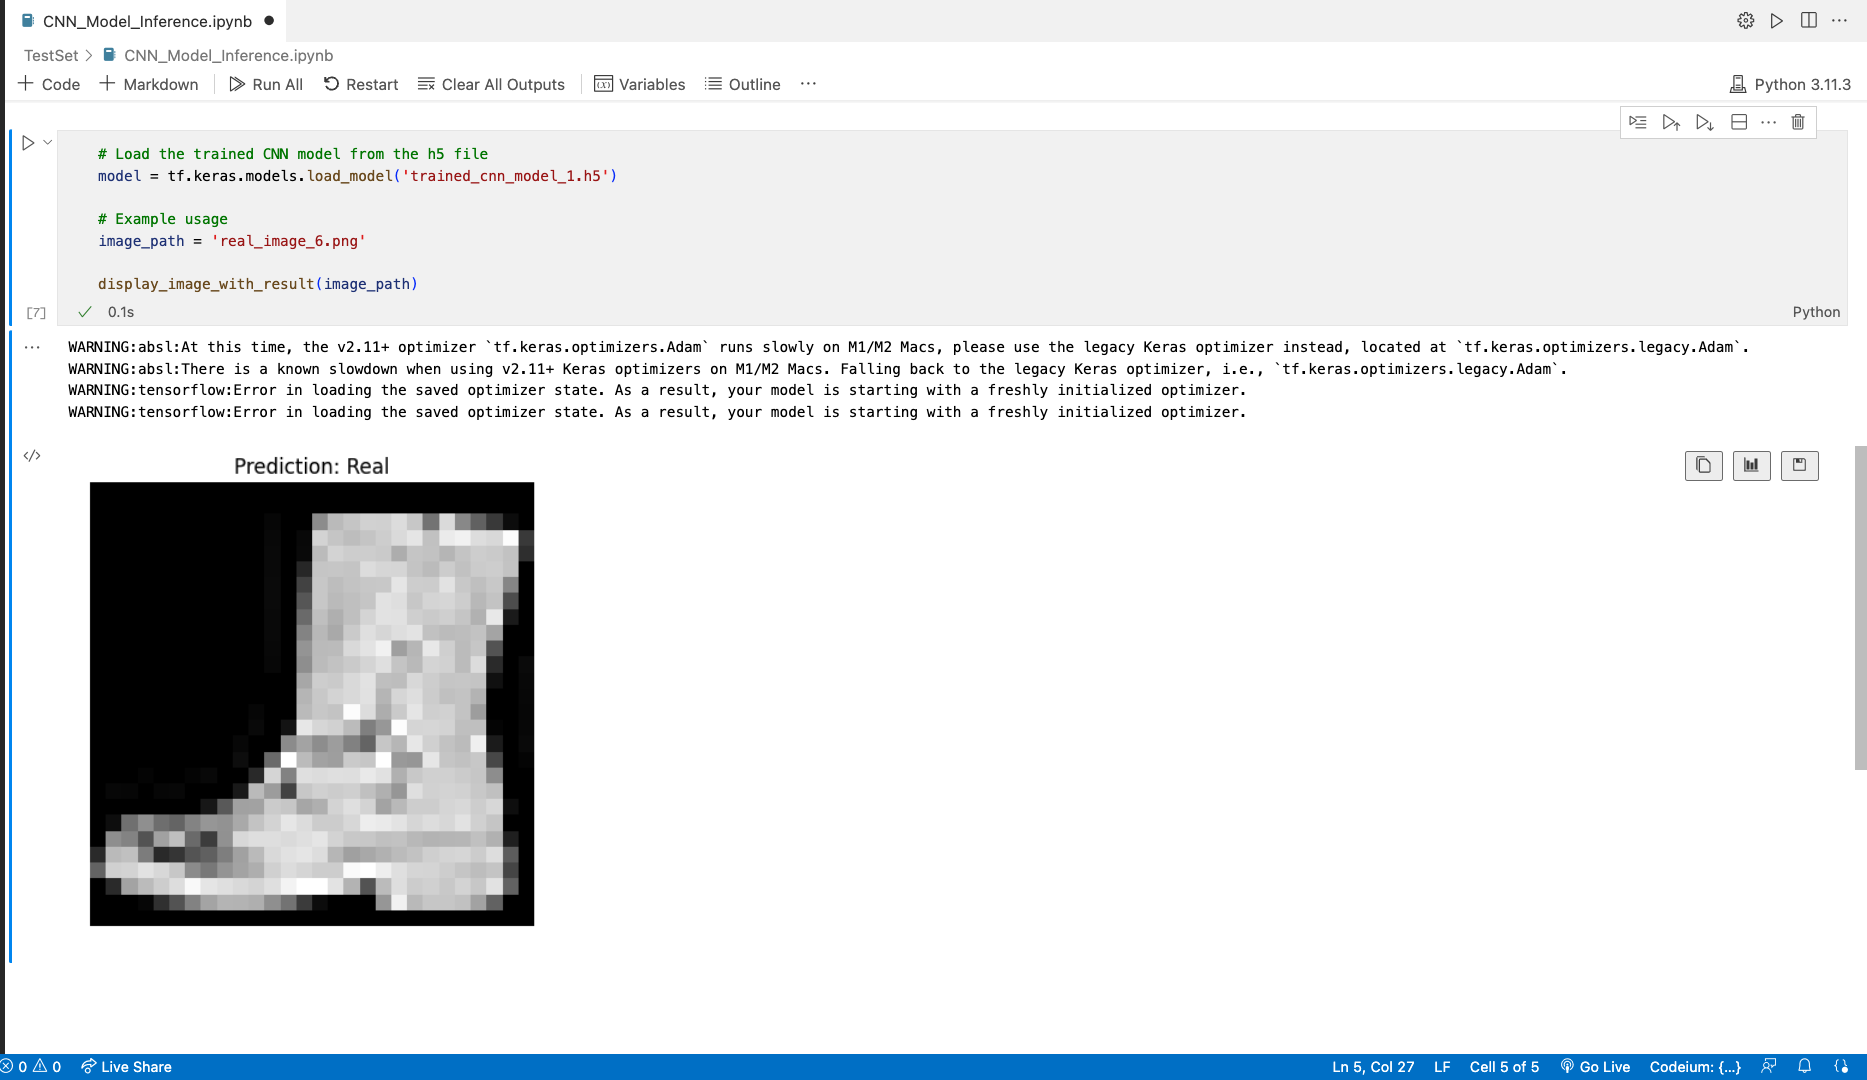 CNN_Model_Inference.ipynb
TestSet > CNN_Model_Inference.ipynb
+ Code + Markdown Run All Restart Clear All Outputs Variables Outline ... Python 3.11.3
# Load the trained CNN model from the h5 file
model = tf.keras.models.load_model('trained_cnn_model_1.h5')
# Example usage
image_path = 'real_image_6.png'
display_image_with_result(image_path)
[7] ✓ 0.1s Python
WARNING:absl:At this time, the v2.11+ optimizer `tf.keras.optimizers.Adam` runs slowly on M1/M2 Macs, please use the legacy Keras optimizer instead, located at `tf.keras.optimizers.legacy.Adam`.
WARNING:absl:There is a known slowdown when using v2.11+ Keras optimizers on M1/M2 Macs. Falling back to the legacy Keras optimizer, i.e., `tf.keras.optimizers.legacy.Adam`.
WARNING:tensorflow:Error in loading the saved optimizer state. As a result, your model is starting with a freshly initialized optimizer.
WARNING:tensorflow:Error in loading the saved optimizer state. As a result, your model is starting with a freshly initialized optimizer.
Prediction: Real
0 0 Live Share Ln 5, Col 27 LF Cell 5 of 5 Go Live Codeium: {...}